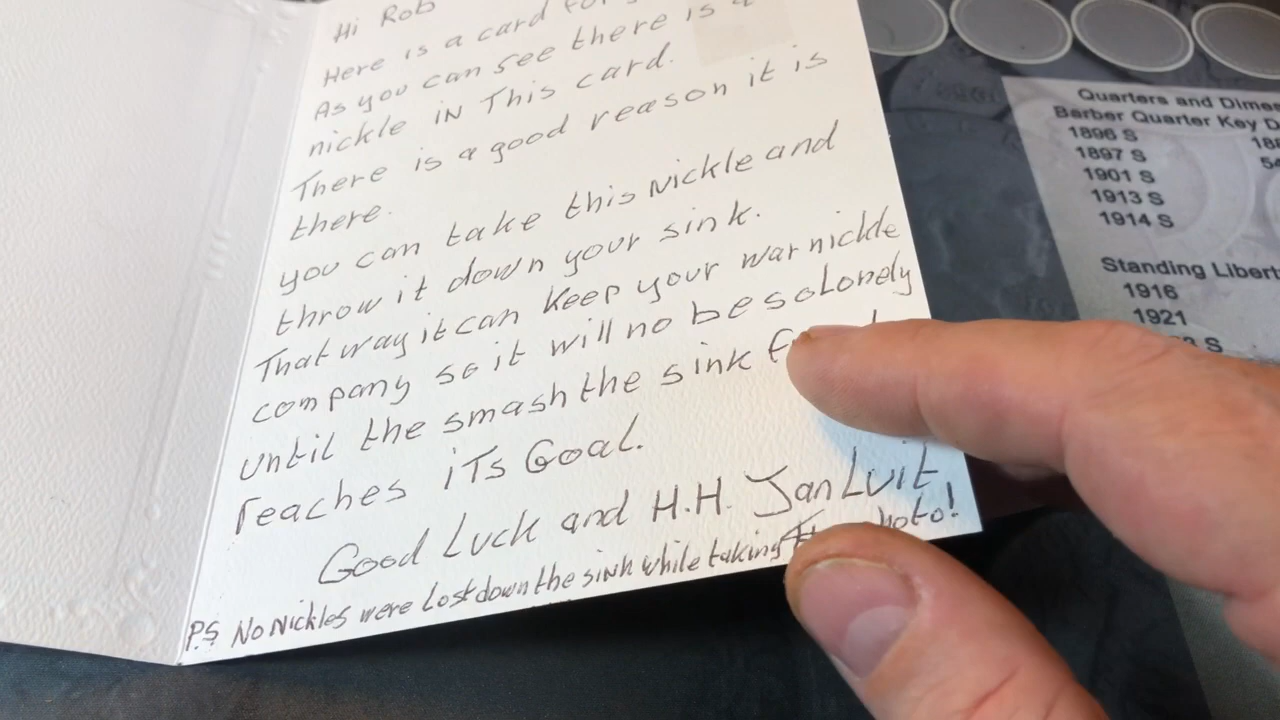 Hi Rob
Here is a card for
As you can see there is a
nickle in This card.
There is a good reason it is
there.
you can take this Nickle and
throw it down your sink.
That way it can keep your war nickle
company so it will no be so Lonely
until the smash the sink
reaches iTs Goal.
Good Luck and H.H. Jan Luit
P.S No Nickles were Lost down the sink while taking photo!
Quarters and Dimes
Barber Quarter Key D
1896 S
1897 S
1901 S
1913 S
1914 S
Standing Libert
1916
1921